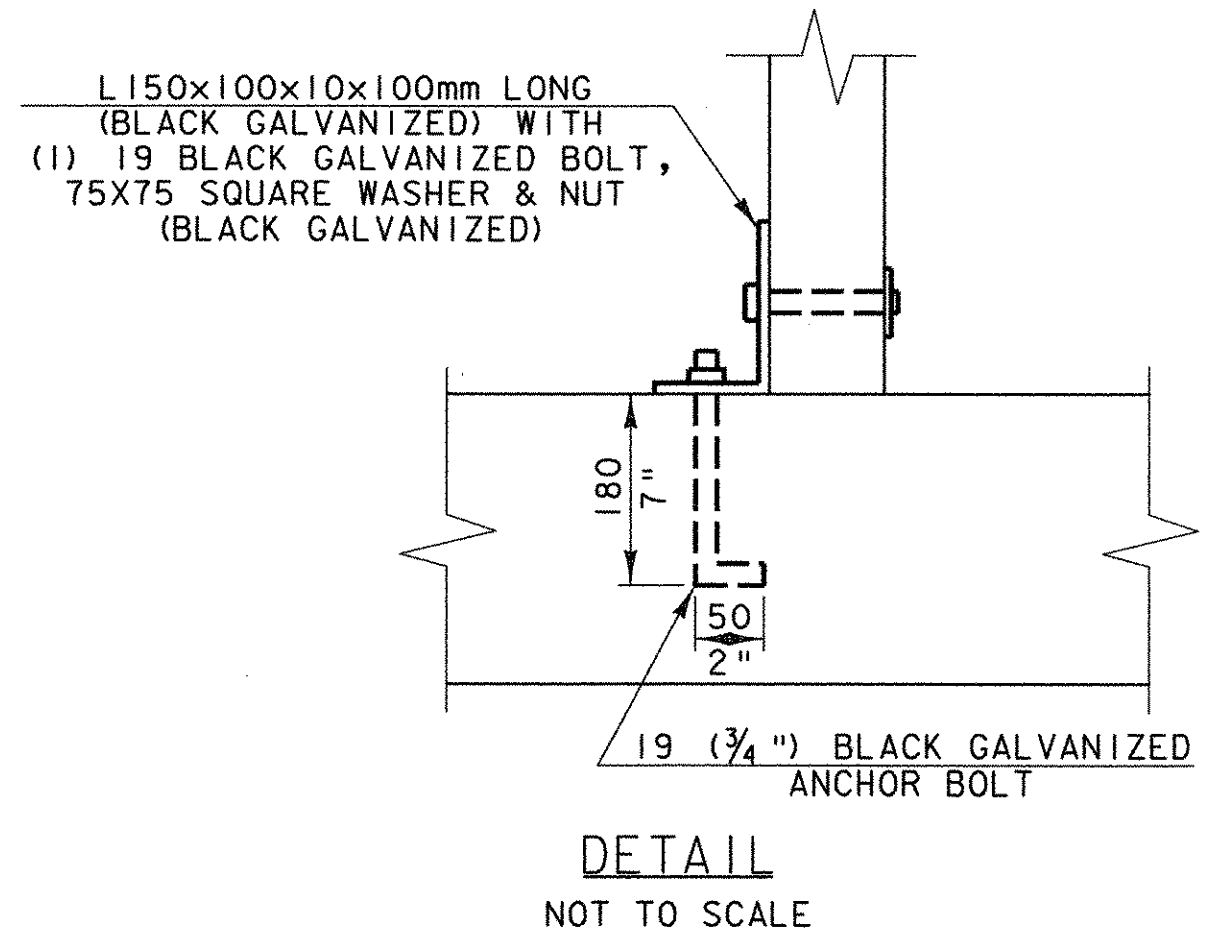 L150x100x10x100mm LONG
(BLACK GALVANIZED) WITH
(1) 19 BLACK GALVANIZED BOLT,
75X75 SQUARE WASHER & NUT
(BLACK GALVANIZED)
180
7"
50
2"
19 (3/4") BLACK GALVANIZED
ANCHOR BOLT
DETAIL
NOT TO SCALE